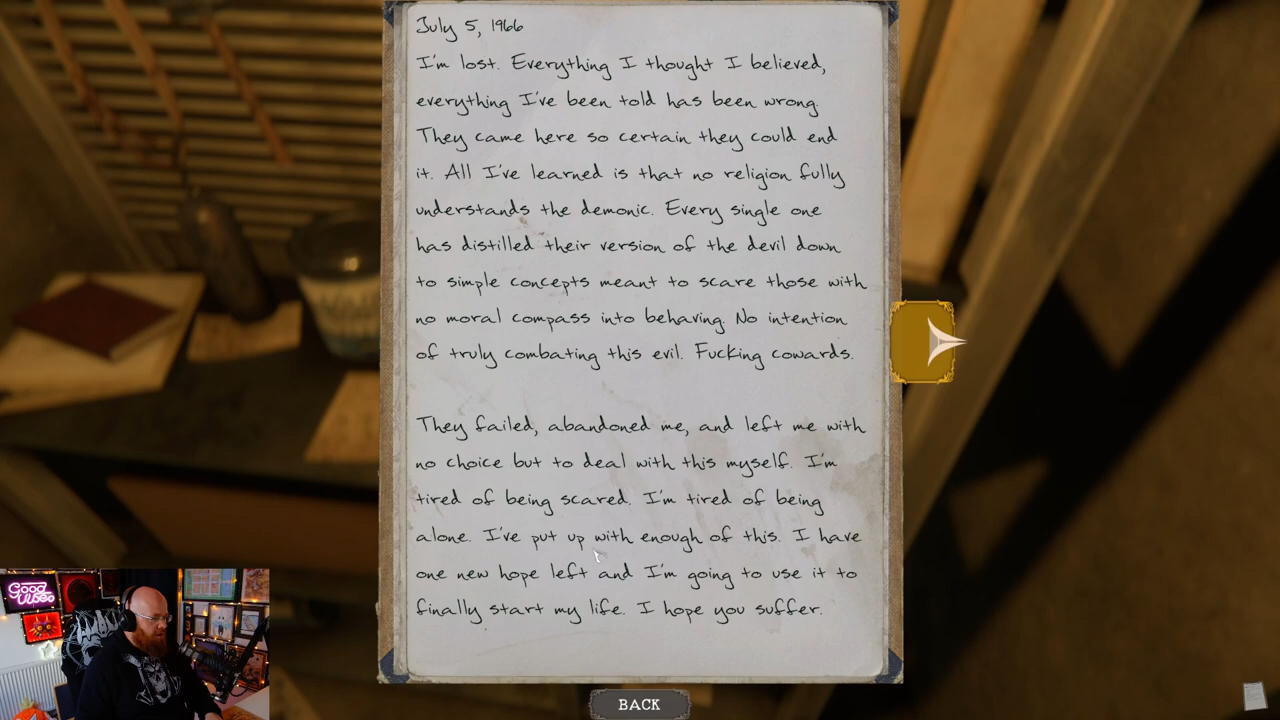 July 5, 1966
I'm lost. Everything I thought I believed,
everything I've been told has been wrong.
They came here so certain they could end
it. All I've learned is that no religion fully
understands the demonic. Every single one
has distilled their version of the devil down
to simple concepts meant to scare those with
no moral compass into behaving. No intention
of truly combating this evil. Fucking cowards.
They failed, abandoned me, and left me with
no choice but to deal with this myself. I'm
tired of being scared. I'm tired of being
alone. I've put up with enough of this. I have
one new hope left and I'm going to use it to
finally start my life. I hope you suffer.
BACK
GOOD
VIBES